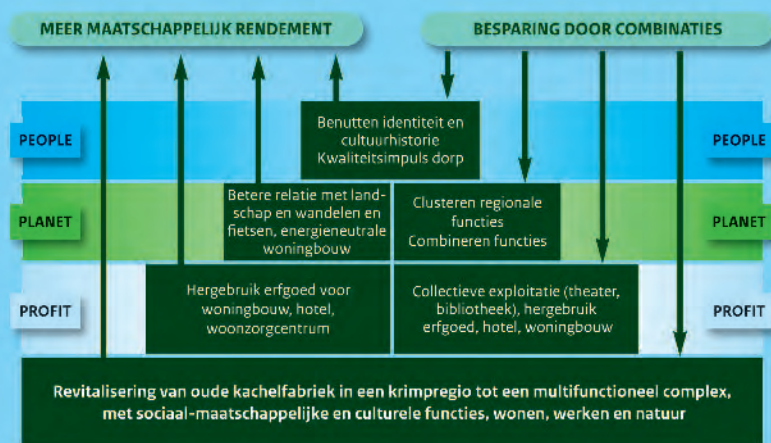 MEER MAATSCHAPPELIJK RENDEMENT
BESPARING DOOR COMBINATIES
PEOPLE
Benutten identiteit en
cultuurhistorie
Kwaliteitsimpuls dorp
PEOPLE
PLANET
Betere relatie met land-
schap en wandelen en
fietsen, energieneutrale
woningbouw
Clusteren regionale
functies
Combineren functies
PLANET
PROFIT
Hergebruik erfgoed voor
woningbouw, hotel,
woonzorgcentrum
Collectieve exploitatie (theater,
bibliotheek), hergebruik
erfgoed, hotel, woningbouw
PROFIT
Revitalisering van oude kachelfabriek in een krimpregio tot een multifunctioneel complex,
met sociaal-maatschappelijke en culturele functies, wonen, werken en natuur